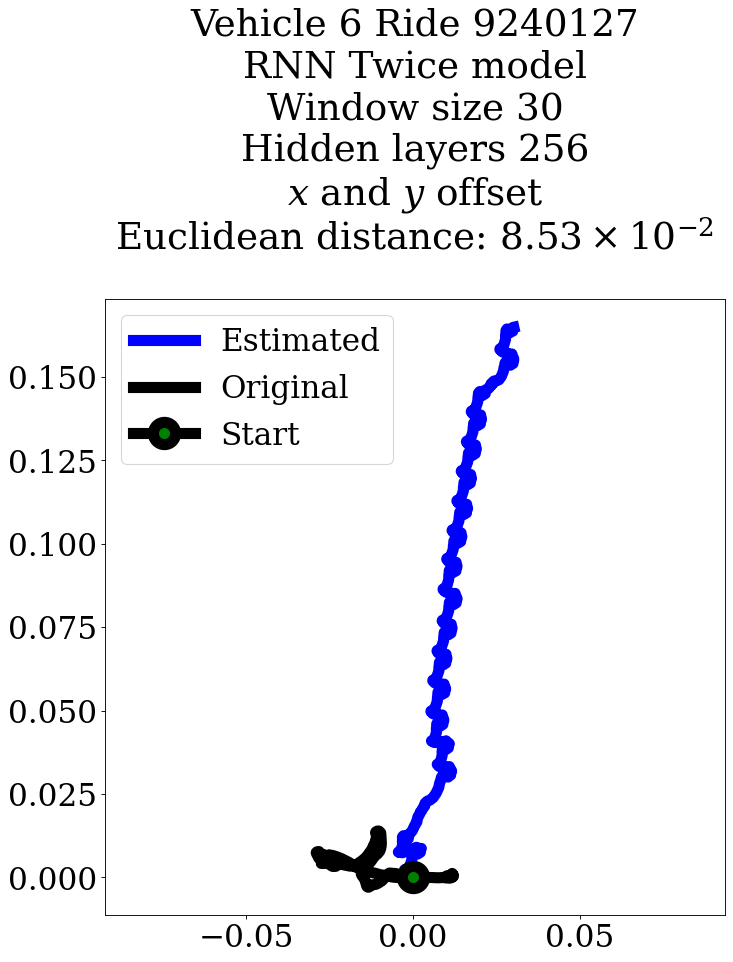 Vehicle 6 Ride 9240127
RNN Twice model
Window size 30
Hidden layers 256
x and y offset
Euclidean distance: 8.53 × 10⁻²
Estimated
Original
Start
0.150
0.125
0.100
0.075
0.050
0.025
0.000
−0.05
0.00
0.05